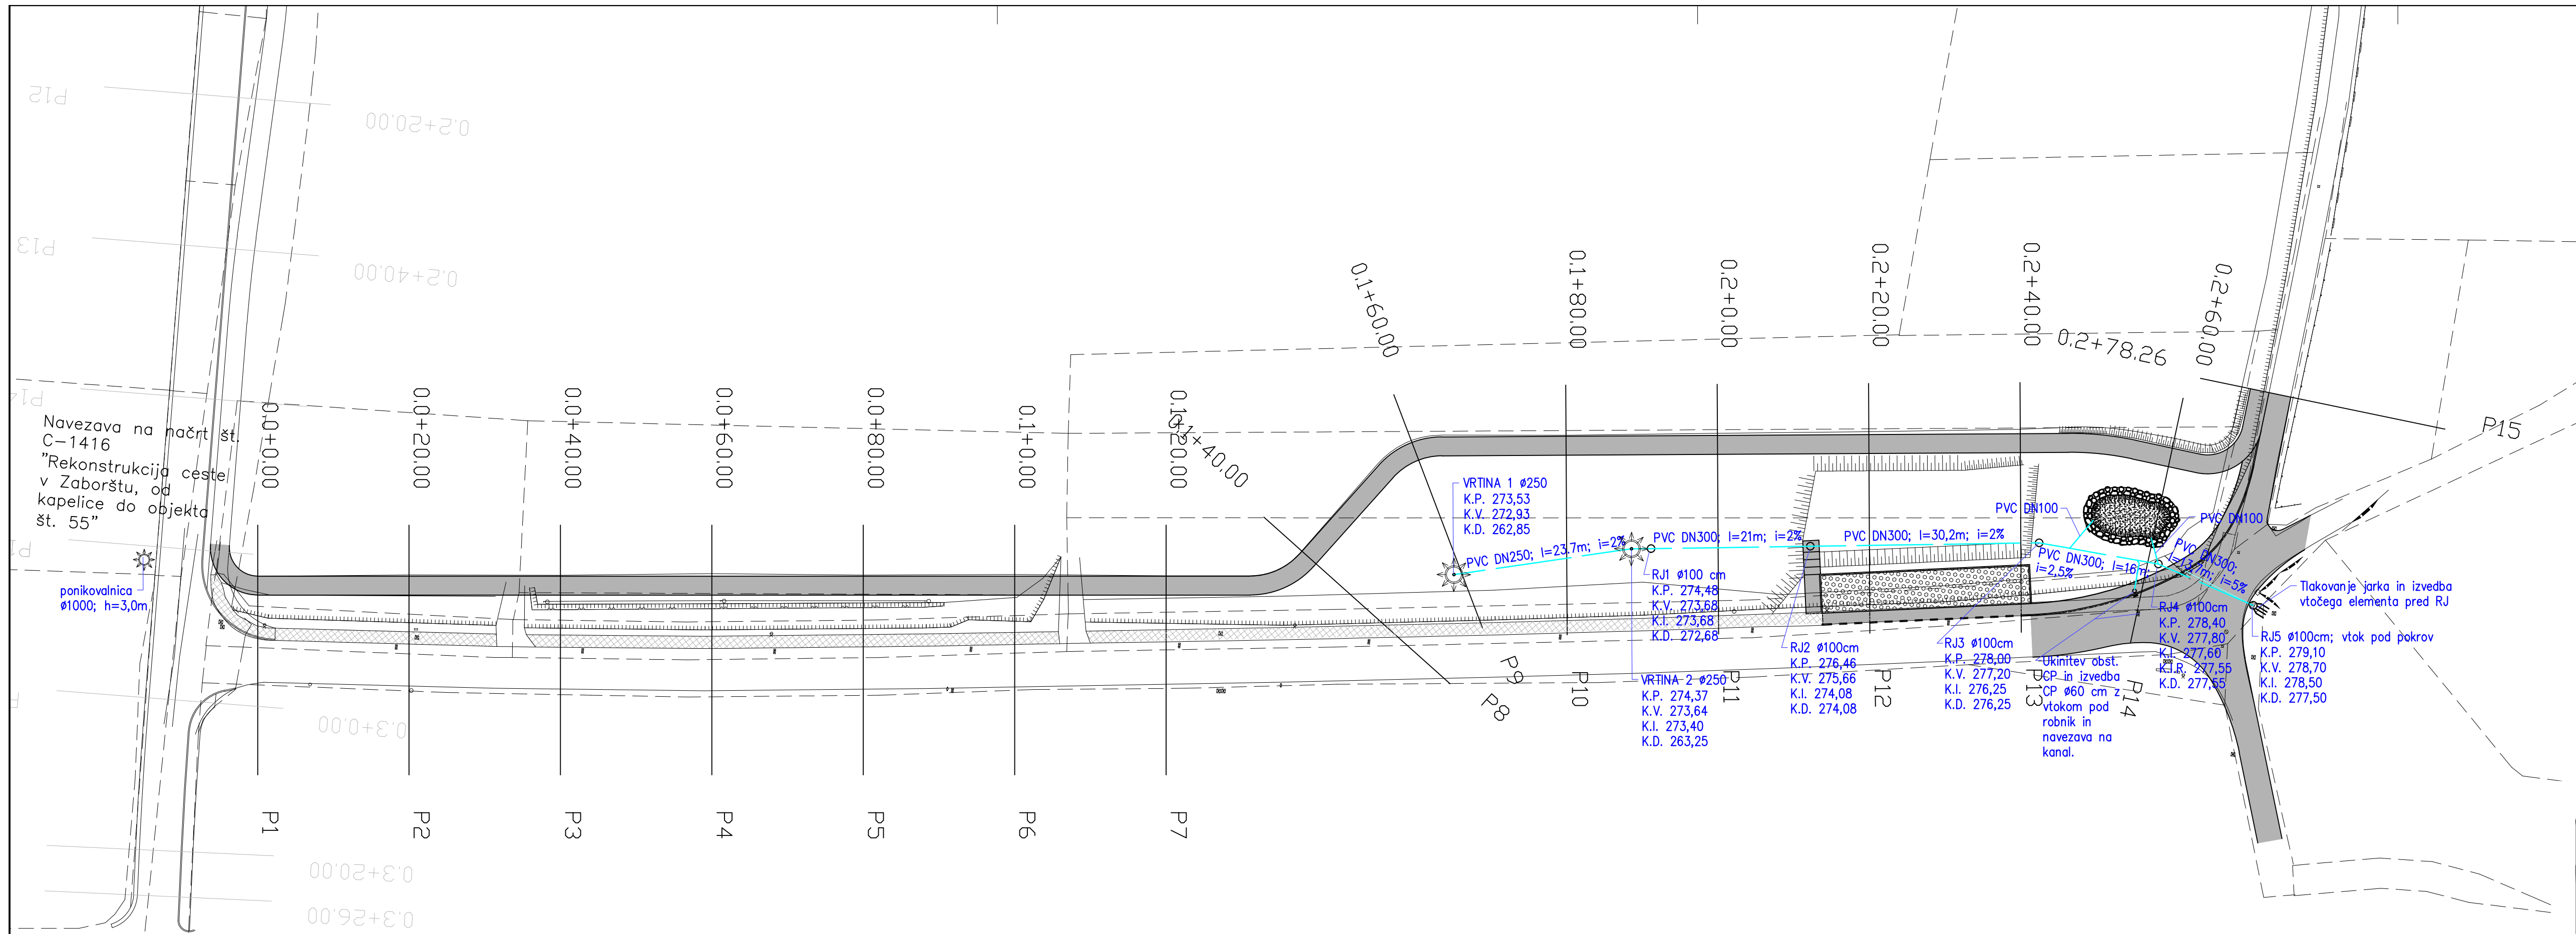 P12
0.2+20.00
P13
0.2+40.00
P14
Navezava na načrt št.
C-1416
"Rekonstrukcija ceste
v Zaborštu, od
kapelice do objekta
št. 55"
ponikovalnica
ø1000; h=3,0m
0.3+0.00
0.3+20.00
0.3+26.00
0.0+0.00
0.0+20.00
0.0+40.00
0.0+60.00
0.0+80.00
0.1+0.00
0.1+20.00
0.1×40.00
0.1+60.00
0.1+80.00
0.2+0.00
0.2+20.00
0.2+40.00
0.2+60.00
0.2+78.26
P1
P2
P3
P4
P5
P6
P7
P8
P9
P10
P11
P12
P13
P14
P15
VRTINA 1 ø250
K.P. 273,53
K.V. 272,93
K.D. 262,85
PVC DN250; l=23.7m; i=2%
PVC DN300; l=21m; i=2%
PVC DN300; l=30,2m; i=2%
PVC DN100
PVC DN100
PVC DN300; l=16m;
i=2,5%
PVC DN300;
l=13,7m; i=5%
RJ1 ø100 cm
K.P. 274,48
K.V. 273,68
K.I. 273,68
K.D. 272,68
VRTINA 2 ø250
K.P. 274,37
K.V. 273,64
K.I. 273,40
K.D. 263,25
RJ2 ø100cm
K.P. 276,46
K.V. 275,66
K.I. 274,08
K.D. 274,08
RJ3 ø100cm
K.P. 278,00
K.V. 277,20
K.I. 276,25
K.D. 276,25
Ukinitev obst.
CP in izvedba
CP ø60 cm z
vtokom pod
robnik in
navezava na
kanal.
RJ4 ø100cm
K.P. 278,40
K.V. 277,80
K.I. 277,60
K.I.R. 277,55
K.D. 277,55
Tlakovanje jarka in izvedba
vtočega elementa pred RJ
RJ5 ø100cm; vtok pod pokrov
K.P. 279,10
K.V. 278,70
K.I. 278,50
K.D. 277,50